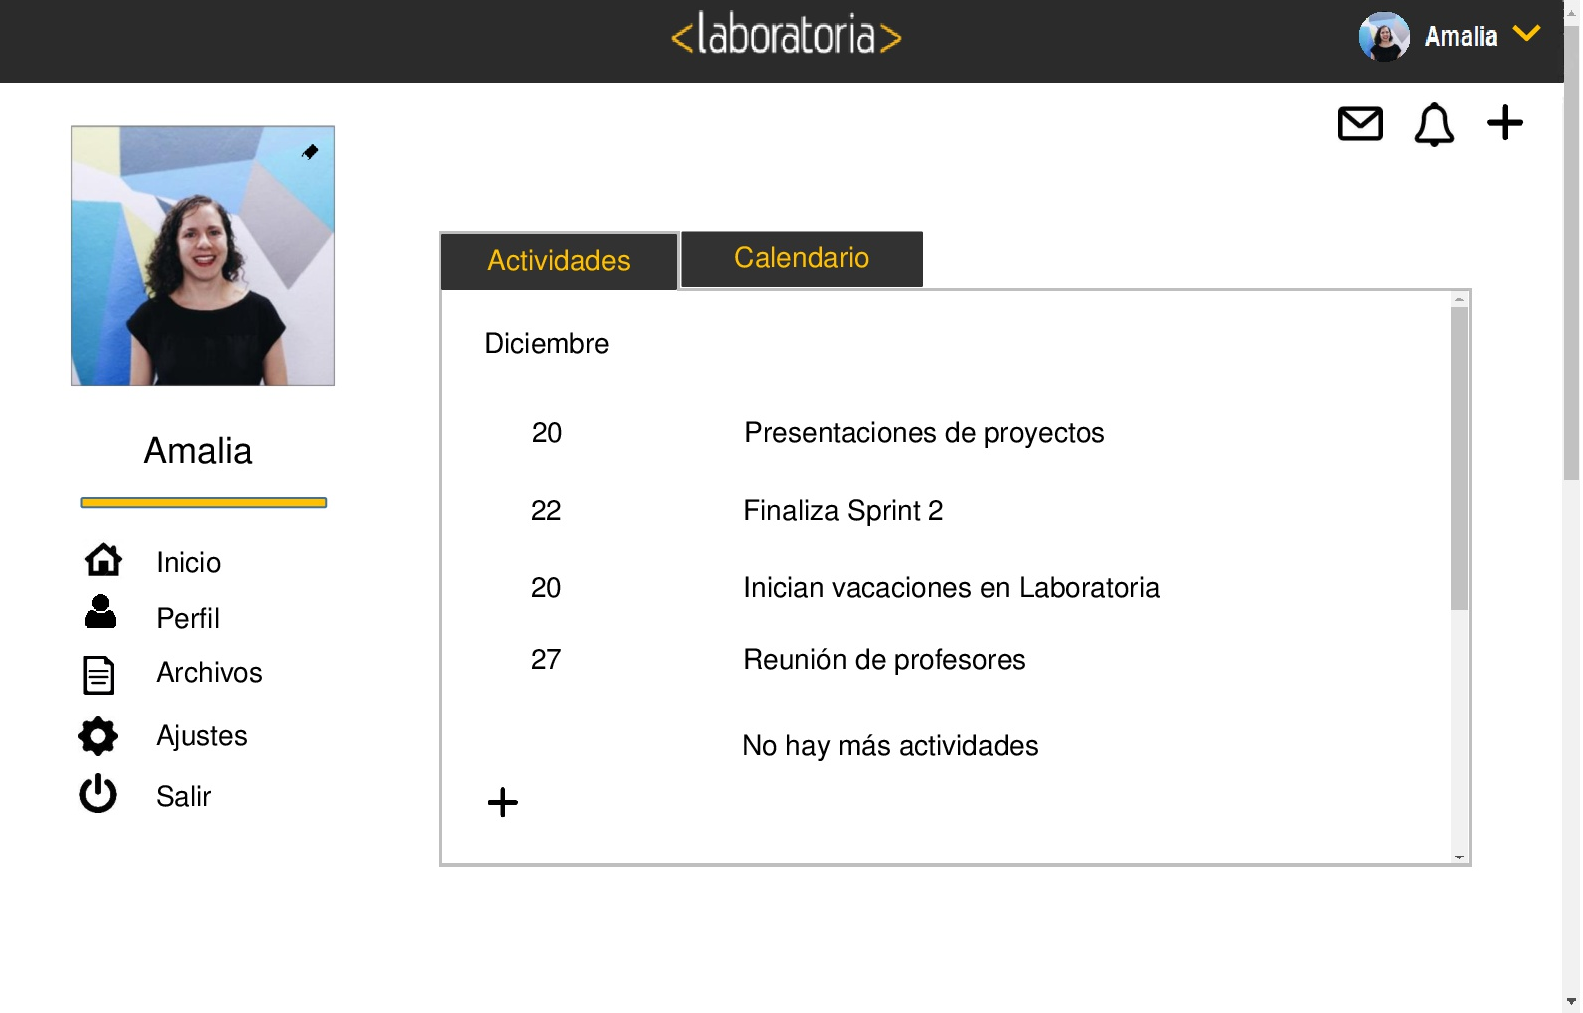 <laboratoria>
Amalia
Amalia
Inicio
Perfil
Archivos
Ajustes
Salir
Actividades
Calendario
Diciembre
20 Presentaciones de proyectos
22 Finaliza Sprint 2
20 Inician vacaciones en Laboratoria
27 Reunión de profesores
No hay más actividades